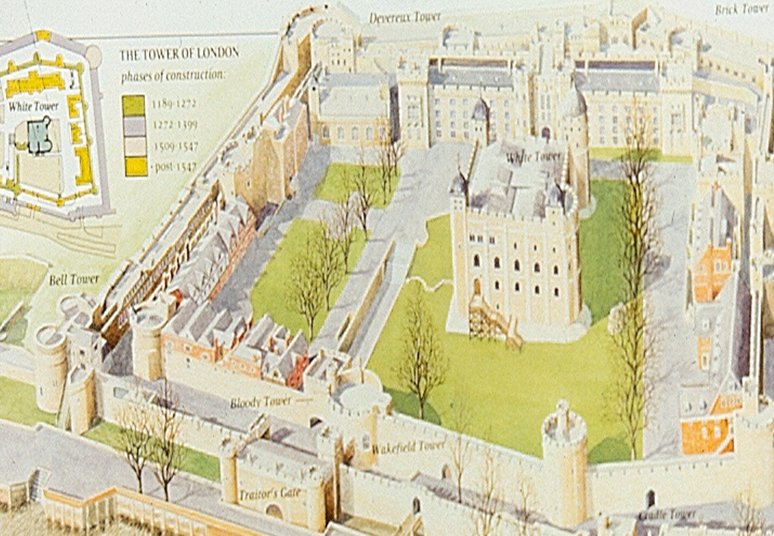 Devereux Tower
Brick Tower
THE TOWER OF LONDON
phases of construction:
White Tower
1189-1272
1272-1399
1509-1547
post-1547
White Tower
Bell Tower
Bloody Tower
Wakefield Tower
Traitor's Gate
Cradle Tower